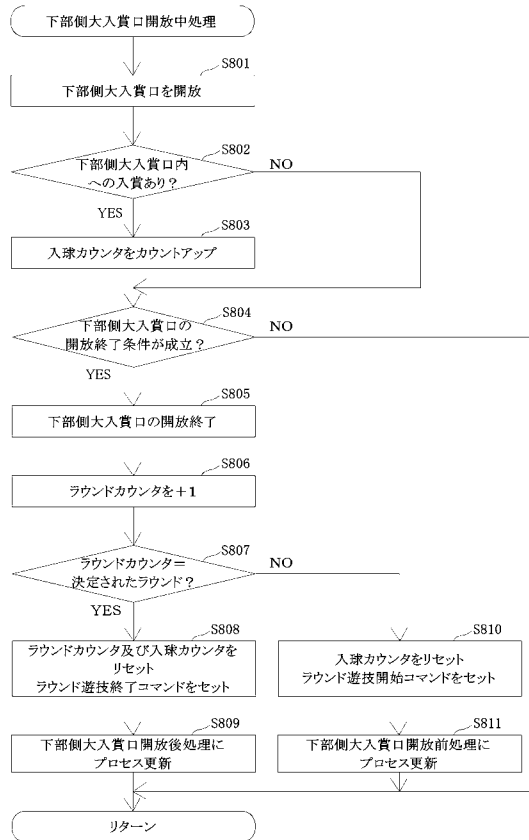 下部側大入賞口開放中処理
S801
下部側大入賞口を開放
S802
下部側大入賞口内
への入賞あり?
NO
YES
S803
入球カウンタをカウントアップ
S804
下部側大入賞口の
開放終了条件が成立?
NO
YES
S805
下部側大入賞口の開放終了
S806
ラウンドカウンタを+1
S807
ラウンドカウンタ=
決定されたラウンド?
NO
YES
S808
ラウンドカウンタ及び入球カウンタを
リセット
ラウンド遊技終了コマンドをセット
S810
入球カウンタをリセット
ラウンド遊技開始コマンドをセット
S809
下部側大入賞口開放後処理に
プロセス更新
S811
下部側大入賞口開放前処理に
プロセス更新
リターン